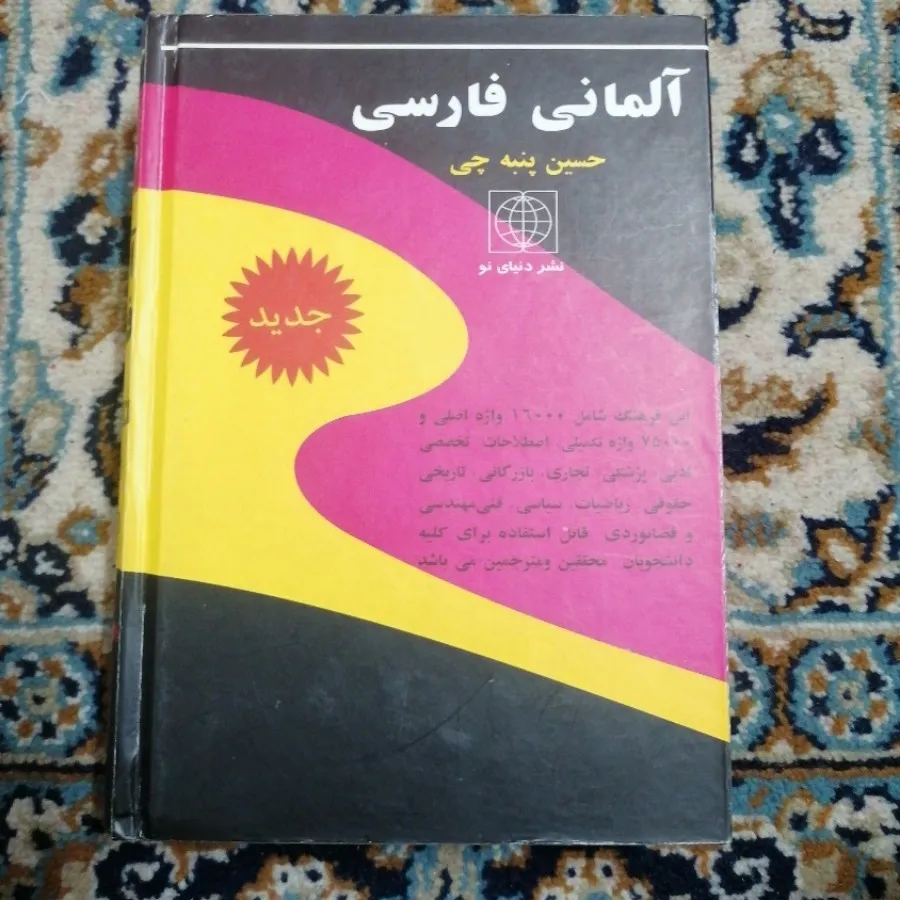 آلمانی فارسی
حسین پنبه چی
نشر دنیای نو
جدید
این فرهنگ شامل ۱۶۰۰۰ واژه اصلی و
۷۵۰۰۰ واژه تکمیلی، اصطلاحات تخصصی
ادبی پزشکی، تجاری، بازرگانی، تاریخی
حقوقی ریاضیات، سیاسی فنی مهندسی
و فضانوردی قابل استفاده برای کلیه
دانشجویان محققین ومترجمین می باشد